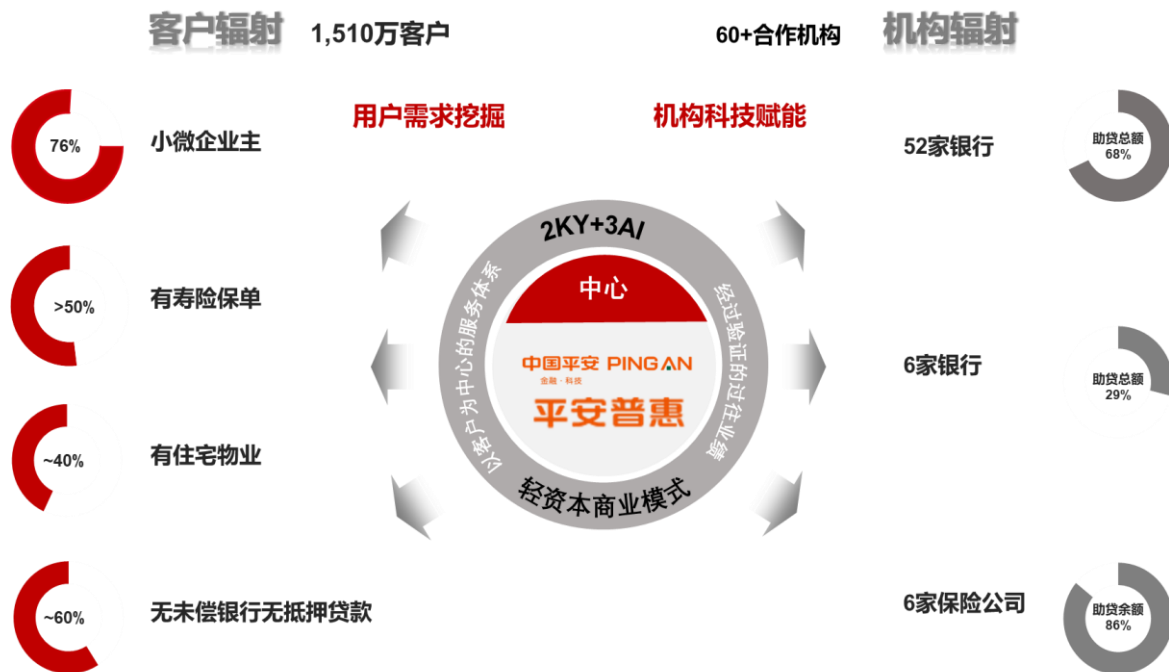 客户辐射
1,510万客户
60+合作机构
机构辐射
用户需求挖掘
机构科技赋能
76%
小微企业主
52家银行
助贷总额
68%
>50%
有寿险保单
6家银行
助贷总额
29%
~40%
有住宅物业
~60%
无未偿银行无抵押贷款
6家保险公司
助贷余额
86%
2KY+3AI
以客户为中心的服务体系
经过验证的过往业绩
轻资本商业模式
中心
中国平安 PING AN
金融·科技
平安普惠